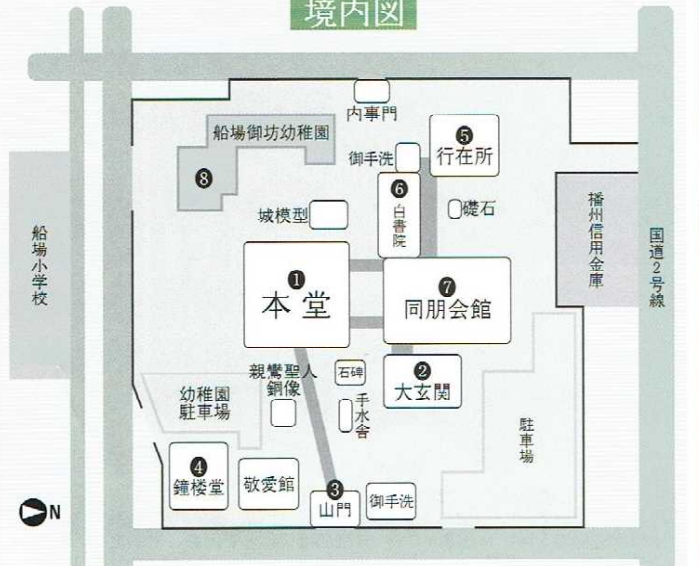 境内図
内事門
船場御坊幼稚園
❽
御手洗
❺
行在所
❻
白書院
礎石
城模型
播州信用金庫
国道2号線
船場小学校
❶
本堂
❼
同朋会館
親鸞聖人
銅像
石碑
❷
大玄関
幼稚園
駐車場
手水舎
駐車場
❹
鐘楼堂
敬愛館
❸
山門
御手洗
N